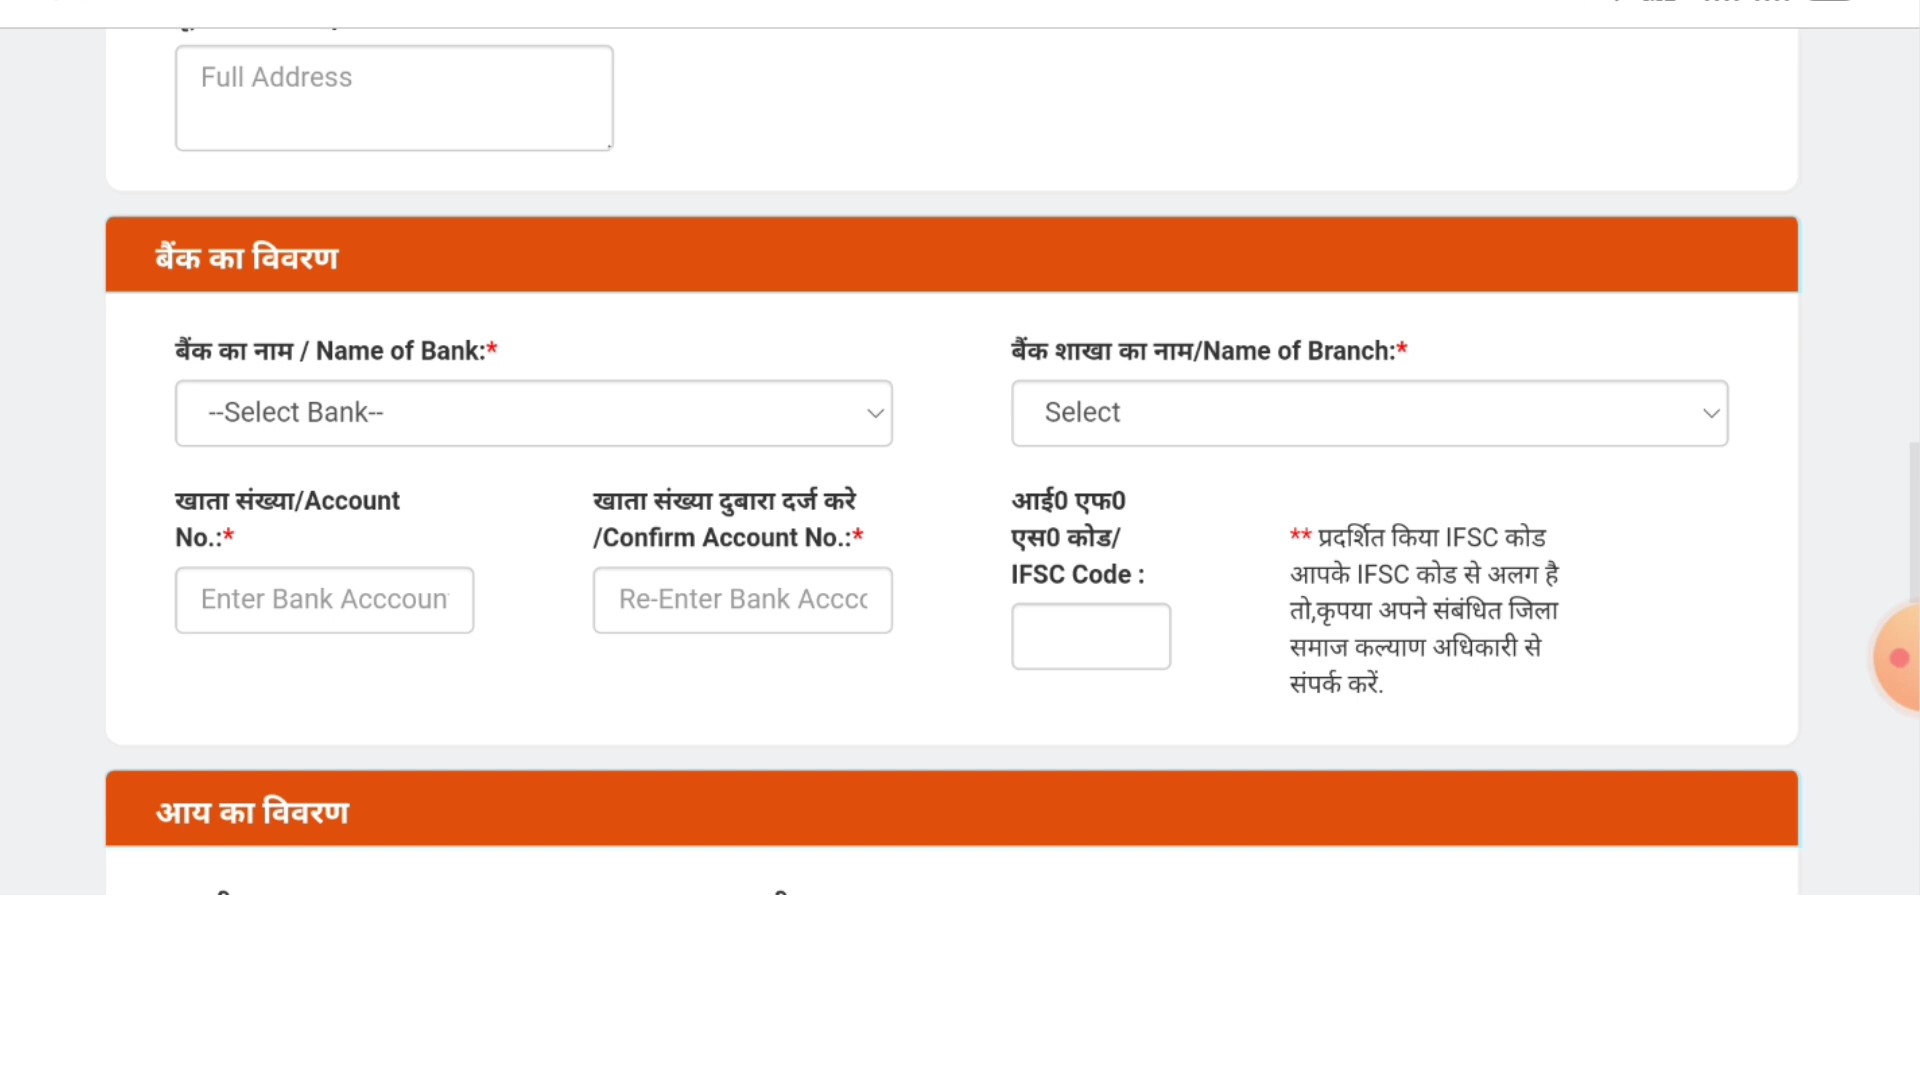 Full Address
बैंक का विवरण
बैंक का नाम / Name of Bank:*
बैंक शाखा का नाम/Name of Branch:*
--Select Bank--
Select
खाता संख्या/Account
No.:*
खाता संख्या दुबारा दर्ज करे
/Confirm Account No.:*
आई0 एफ0
एस0 कोड/
IFSC Code :
Enter Bank Acccoun
Re-Enter Bank Accc
** प्रदर्शित किया IFSC कोड
आपके IFSC कोड से अलग है
तो,कृपया अपने संबंधित जिला
समाज कल्याण अधिकारी से
संपर्क करें.
आय का विवरण